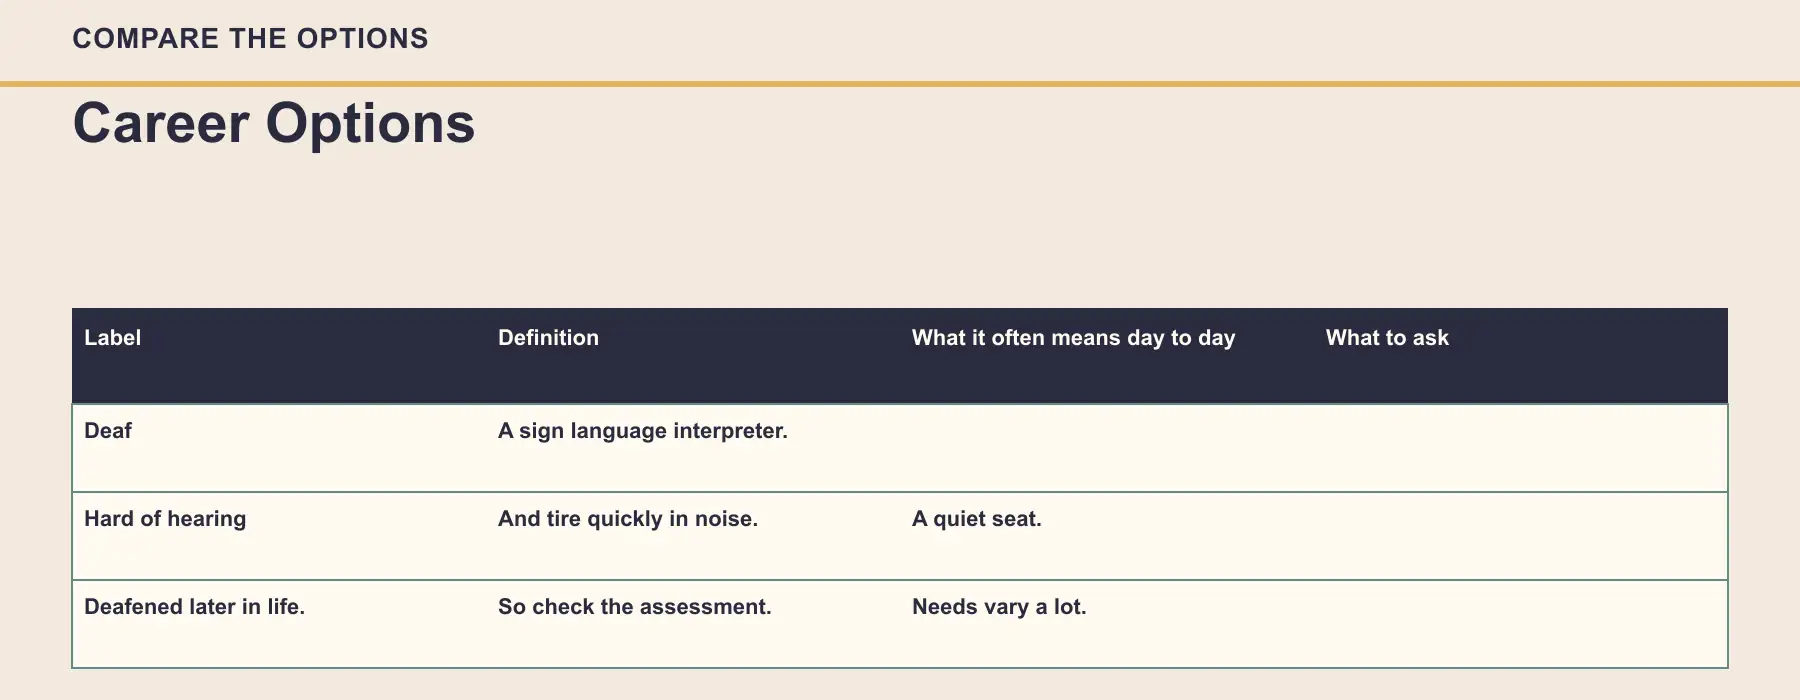 COMPARE THE OPTIONS
Career Options
Label Definition What it often means day to day What to ask
Deaf A sign language interpreter.
Hard of hearing And tire quickly in noise. A quiet seat.
Deafened later in life. So check the assessment. Needs vary a lot.